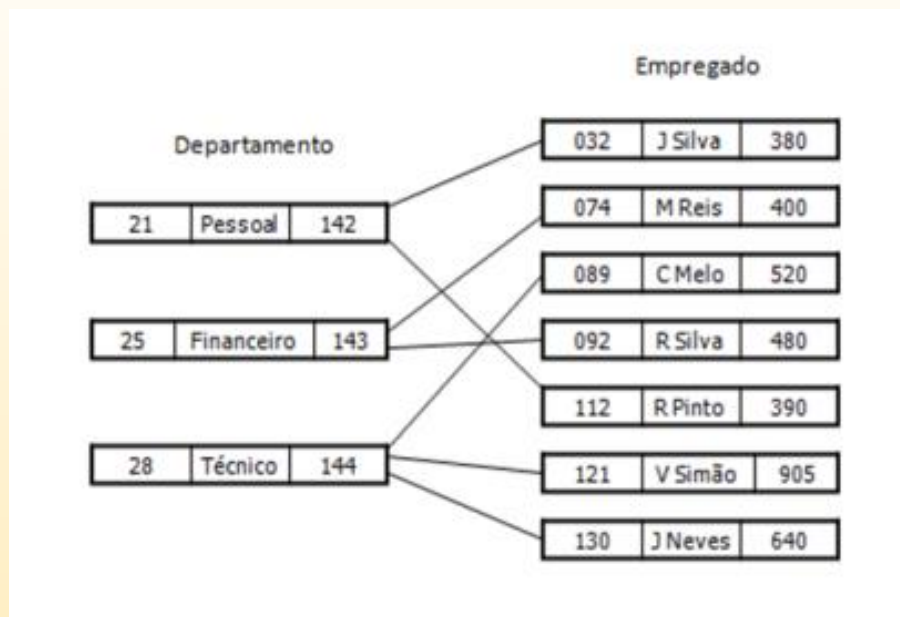 Departamento
21 Pessoal 142
25 Financeiro 143
28 Técnico 144
Empregado
032 J Silva 380
074 M Reis 400
089 C Melo 520
092 R Silva 480
112 R Pinto 390
121 V Simão 905
130 J Neves 640